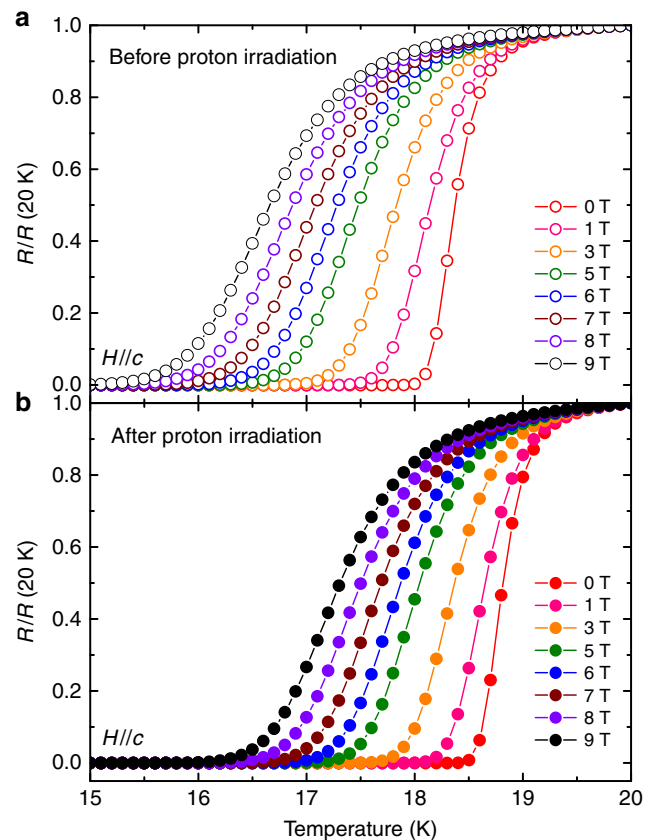 a
Before proton irradiation
R/R (20 K)
1.0
0.8
0.6
0.4
0.2
0.0
0 T
1 T
3 T
5 T
6 T
7 T
8 T
9 T
H//c
b
After proton irradiation
R/R (20 K)
1.0
0.8
0.6
0.4
0.2
0.0
0 T
1 T
3 T
5 T
6 T
7 T
8 T
9 T
H//c
15 16 17 18 19 20
Temperature (K)